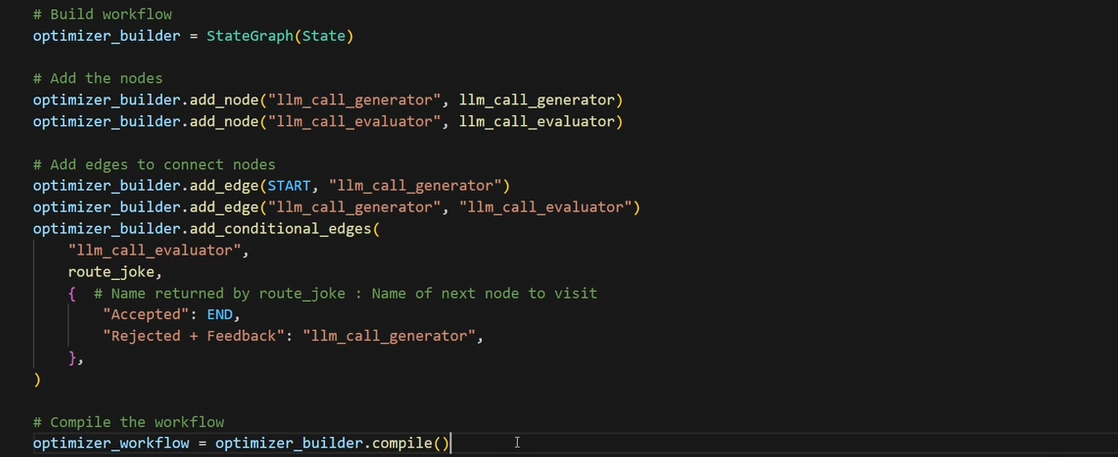 # Build workflow
optimizer_builder = StateGraph(State)
# Add the nodes
optimizer_builder.add_node("llm_call_generator", llm_call_generator)
optimizer_builder.add_node("llm_call_evaluator", llm_call_evaluator)
# Add edges to connect nodes
optimizer_builder.add_edge(START, "llm_call_generator")
optimizer_builder.add_edge("llm_call_generator", "llm_call_evaluator")
optimizer_builder.add_conditional_edges(
    "llm_call_evaluator",
    route_joke,
    {  # Name returned by route_joke : Name of next node to visit
        "Accepted": END,
        "Rejected + Feedback": "llm_call_generator",
    },
)
# Compile the workflow
optimizer_workflow = optimizer_builder.compile()